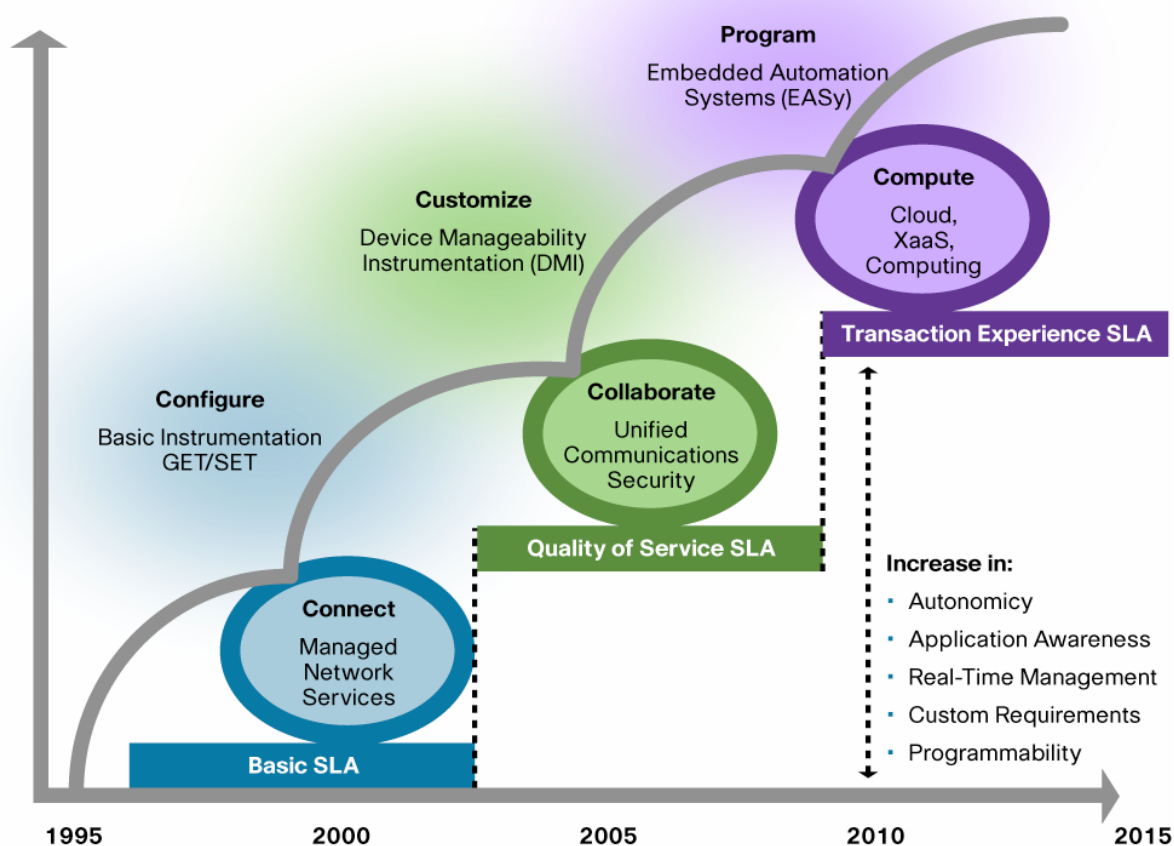 Program
Embedded Automation
Systems (EASy)
Compute
Cloud,
XaaS,
Computing
Transaction Experience SLA
Customize
Device Manageability
Instrumentation (DMI)
Collaborate
Unified
Communications
Security
Quality of Service SLA
Configure
Basic Instrumentation
GET/SET
Connect
Managed
Network
Services
Basic SLA
Increase in:
▪ Autonomicy
▪ Application Awareness
▪ Real-Time Management
▪ Custom Requirements
▪ Programmability
1995 2000 2005 2010 2015